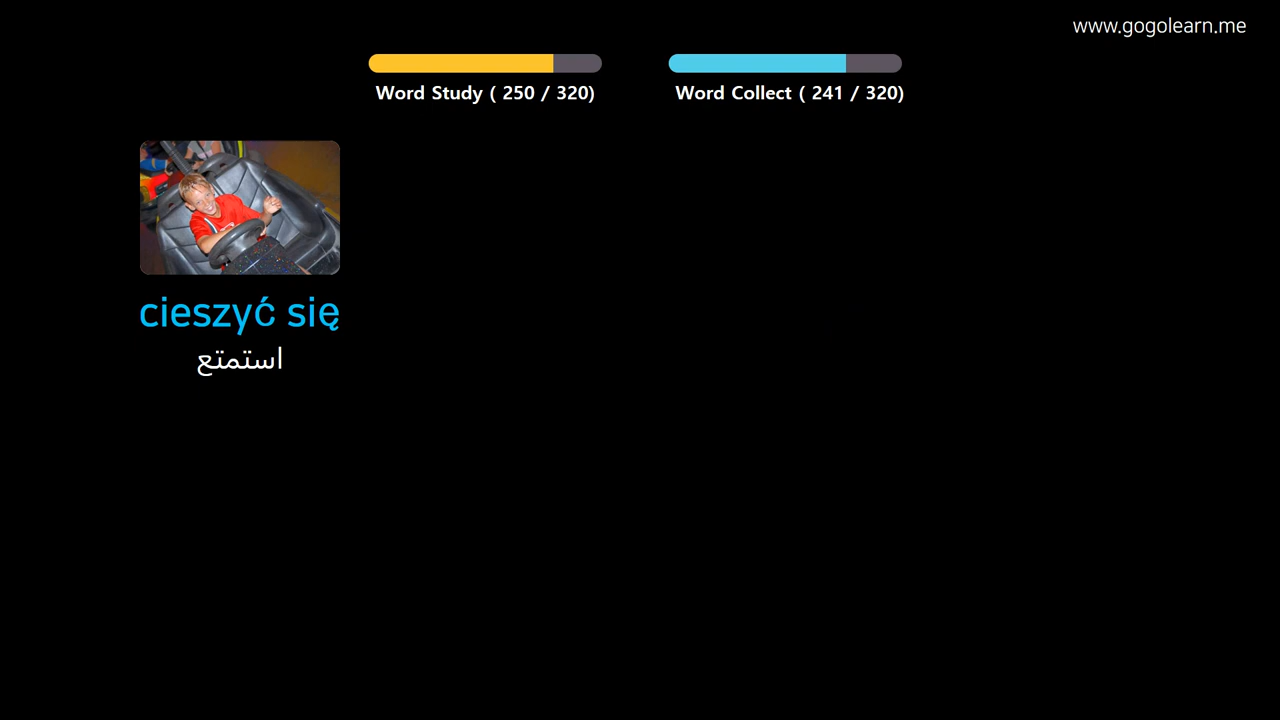 www.gogolearn.me
Word Study ( 250 / 320)
Word Collect ( 241 / 320)
cieszyć się
استمتع